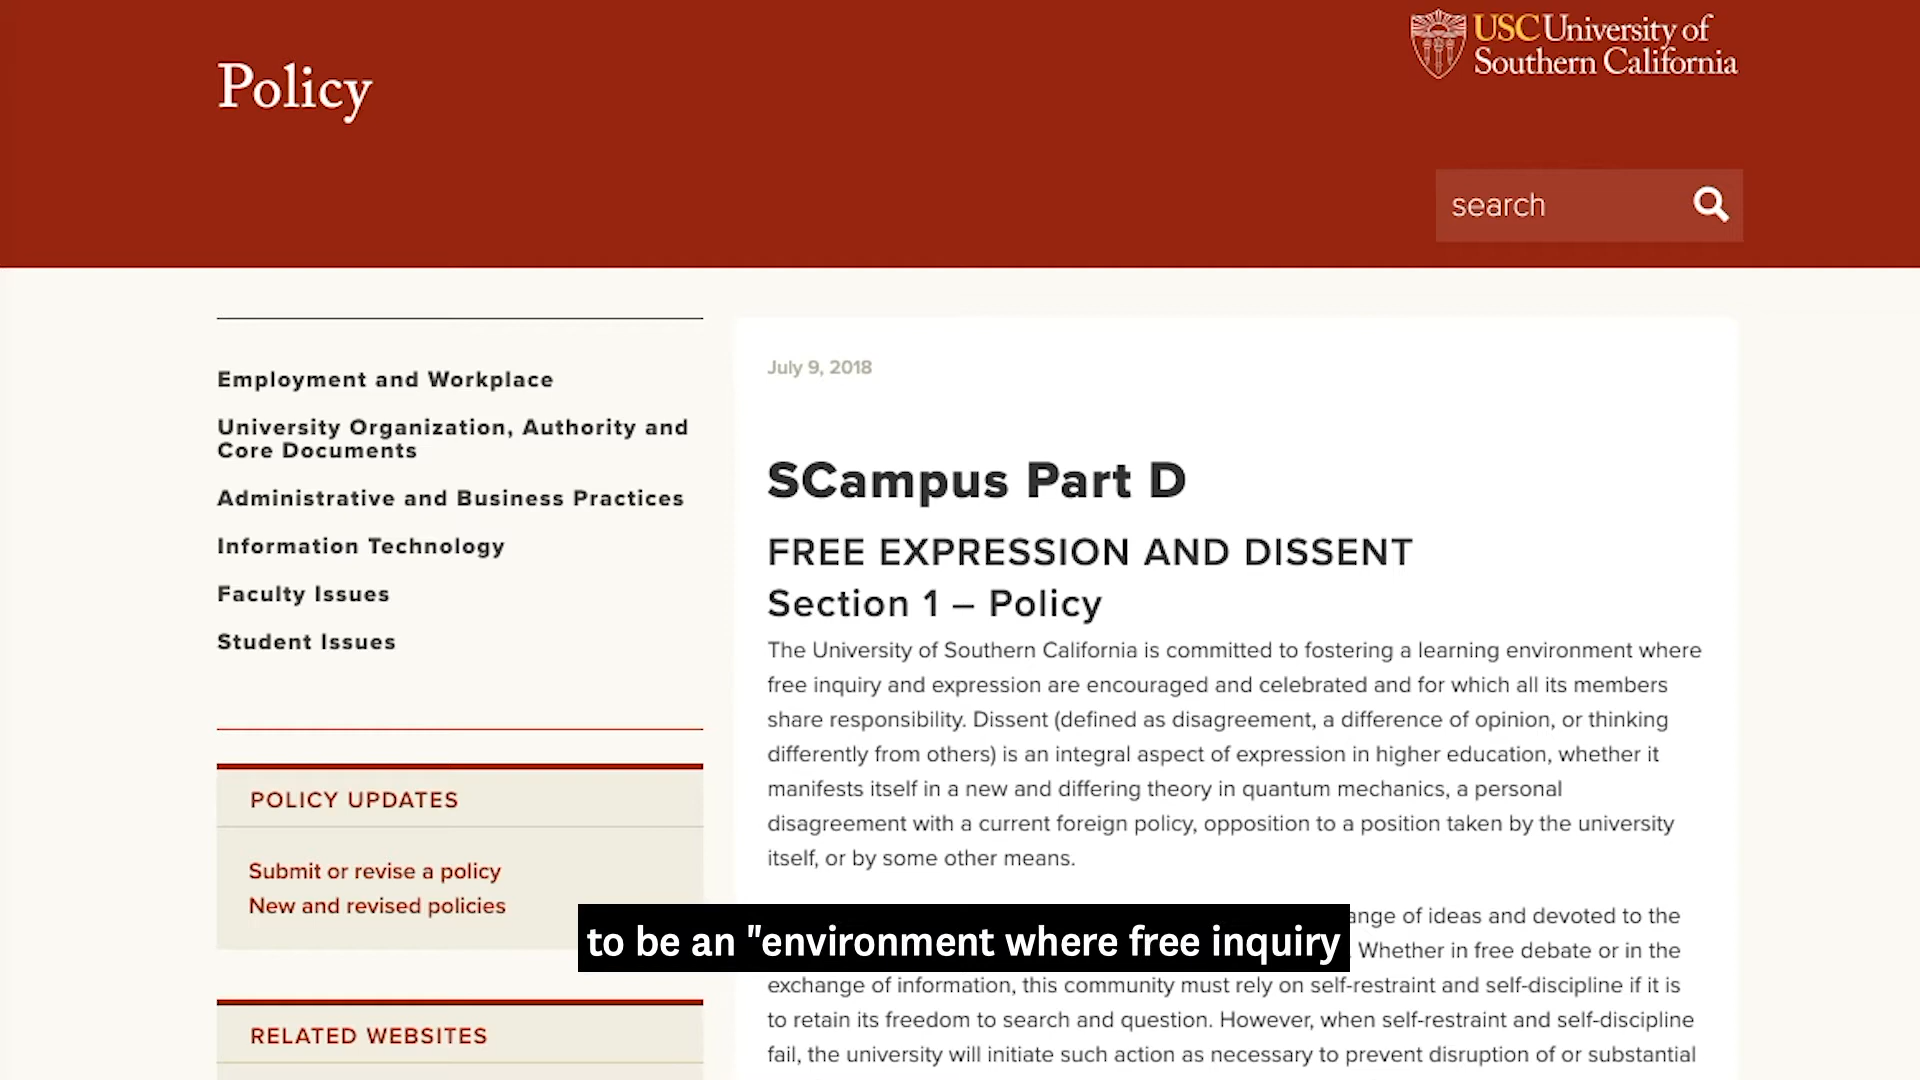 Policy
USC University of
Southern California
search
Employment and Workplace
University Organization, Authority and
Core Documents
Administrative and Business Practices
Information Technology
Faculty Issues
Student Issues
POLICY UPDATES
Submit or revise a policy
New and revised policies
RELATED WEBSITES
July 9, 2018
SCampus Part D
FREE EXPRESSION AND DISSENT
Section 1 – Policy
The University of Southern California is committed to fostering a learning environment where
free inquiry and expression are encouraged and celebrated and for which all its members
share responsibility. Dissent (defined as disagreement, a difference of opinion, or thinking
differently from others) is an integral aspect of expression in higher education, whether it
manifests itself in a new and differing theory in quantum mechanics, a personal
disagreement with a current foreign policy, opposition to a position taken by the university
itself, or by some other means.
of ideas and devoted to the
Whether in free debate or in the
exchange of information, this community must rely on self-restraint and self-discipline if it is
to retain its freedom to search and question. However, when self-restraint and self-discipline
fail, the university will initiate such action as necessary to prevent disruption of or substantial
to be an "environment where free inquiry